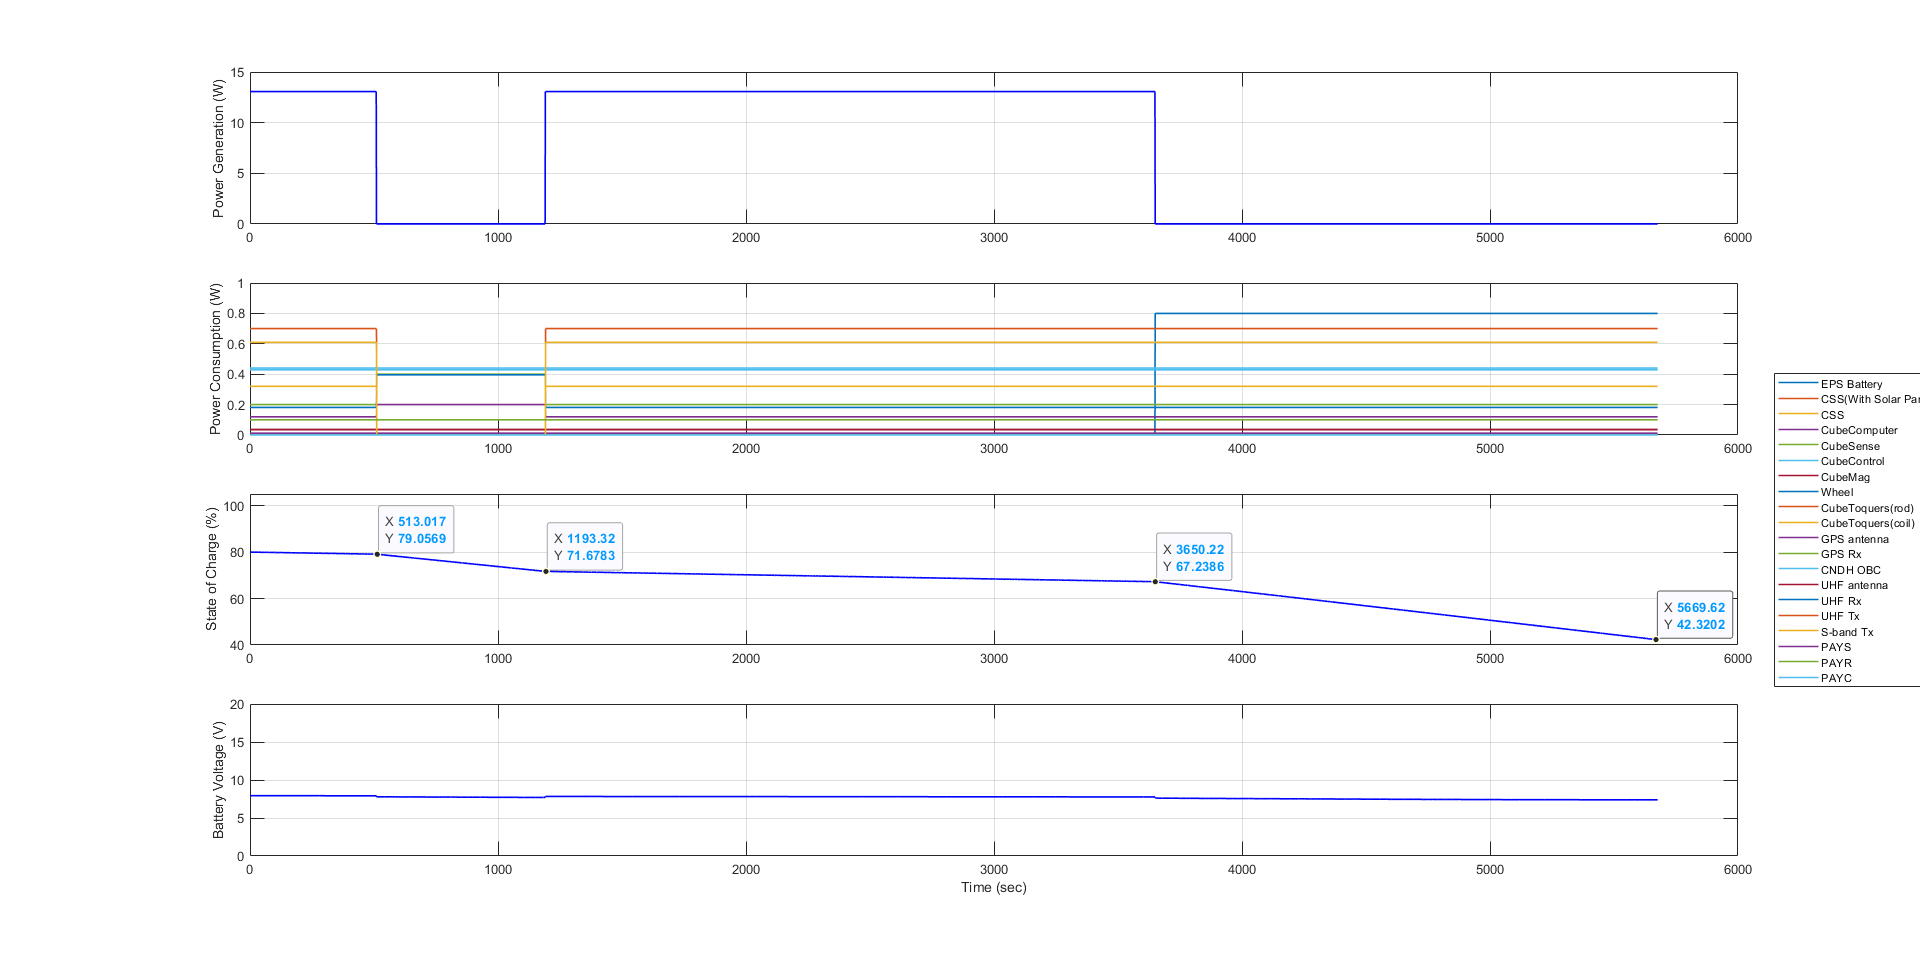 Power Generation (W)
15
10
5
0
0 1000 2000 3000 4000 5000 6000
Power Consumption (W)
1
0.8
0.6
0.4
0.2
0
0 1000 2000 3000 4000 5000 6000
State of Charge (%)
100
80
60
40
X 513.017
Y 79.0569
X 1193.32
Y 71.6783
X 3650.22
Y 67.2386
X 5669.62
Y 42.3202
0 1000 2000 3000 4000 5000 6000
Battery Voltage (V)
20
15
10
5
0
0 1000 2000 3000 4000 5000 6000
Time (sec)
EPS Battery
CSS(With Solar Par
CSS
CubeComputer
CubeSense
CubeControl
CubeMag
Wheel
CubeToquers(rod)
CubeToquers(coil)
GPS antenna
GPS Rx
CNDH OBC
UHF antenna
UHF Rx
UHF Tx
S-band Tx
PAYS
PAYR
PAYC